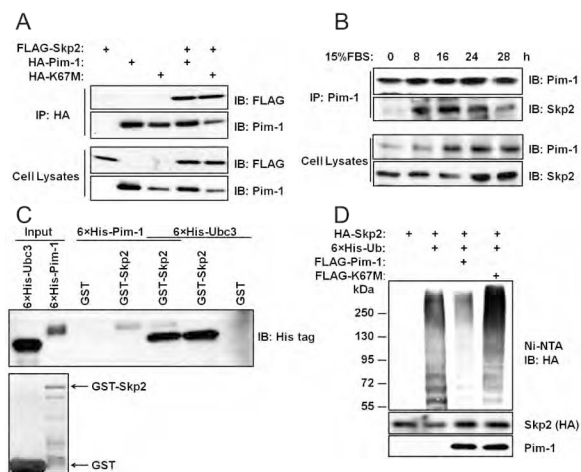 A
FLAG-Skp2: + + +
HA-Pim-1: + +
HA-K67M: + +
IP: HA
IB: FLAG
IB: Pim-1
Cell Lysates
IB: FLAG
IB: Pim-1
B
15%FBS: 0 8 16 24 28 h
IP: Pim-1
IB: Pim-1
IB: Skp2
Cell Lysates
IB: Pim-1
IB: Skp2
C
Input 6×His-Pim-1 6×His-Ubc3
6×His-Ubc3
6×His-Pim-1
GST
GST-Skp2
GST-Skp2
GST-Skp2
GST
IB: His tag
GST-Skp2
GST
D
HA-Skp2: + + + +
6×His-Ub: + + +
FLAG-Pim-1: +
FLAG-K67M: +
kDa
250
130
95
72
55
Ni-NTA
IB: HA
Skp2 (HA)
Pim-1